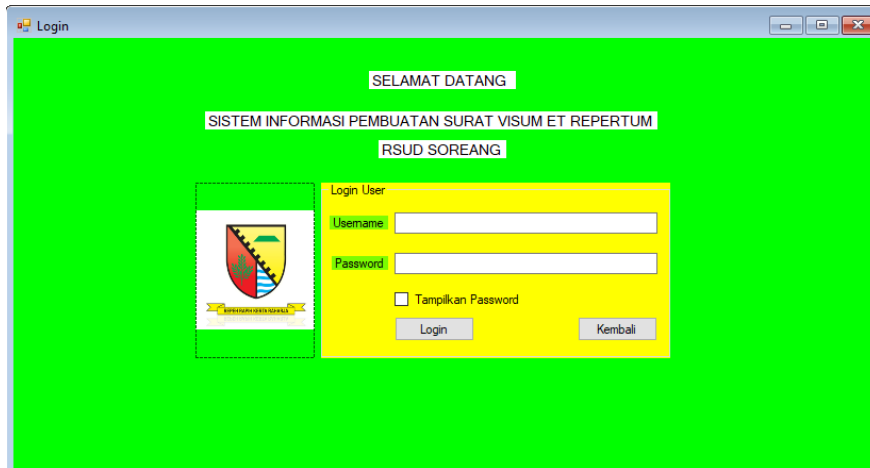 Login
SELAMAT DATANG
SISTEM INFORMASI PEMBUATAN SURAT VISUM ET REPERTUM
RSUD SOREANG
Login User
Username
Password
Tampilkan Password
Login
Kembali